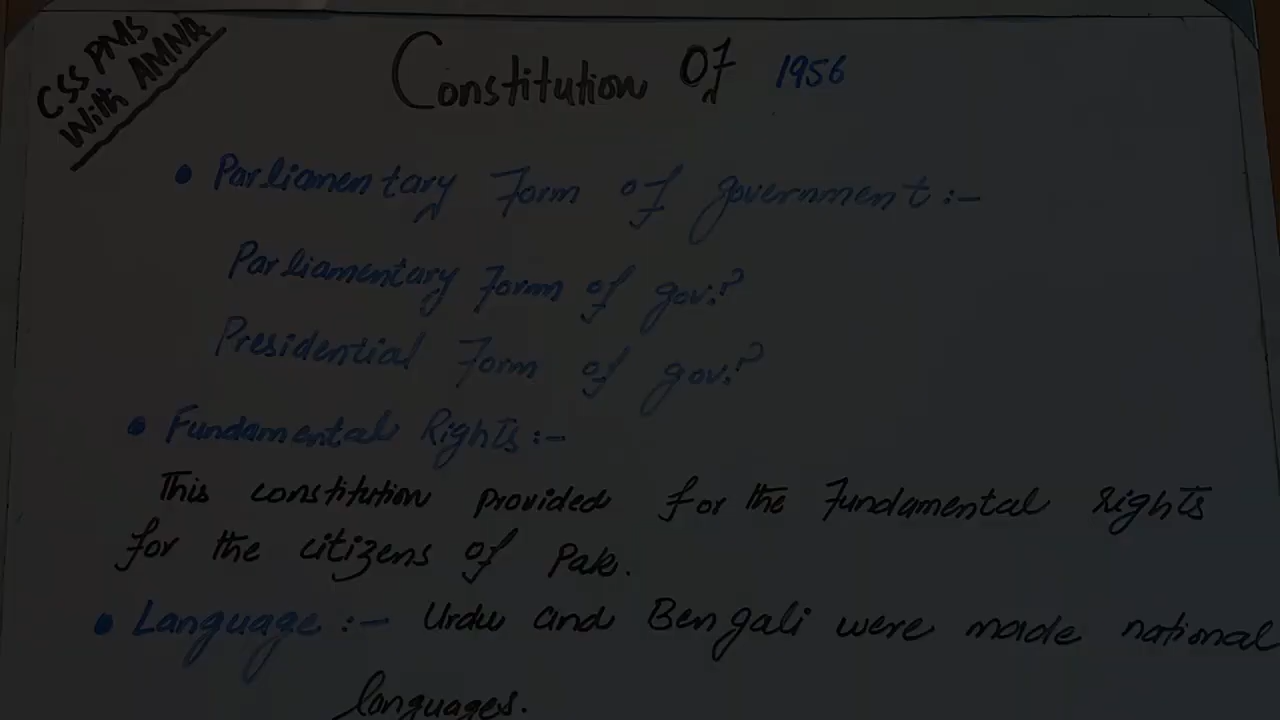 CSS PMS
With AMNA
Constitution Of 1956
• Parliamentary Form of government:-
Parliamentary Form of gov:?
Presidential Form of gov:?
• Fundamental Rights:-
This constitution provided for the Fundamental Rights
for the citizens of Pak.
• Language:- Urdu and Bengali were made national
languages.